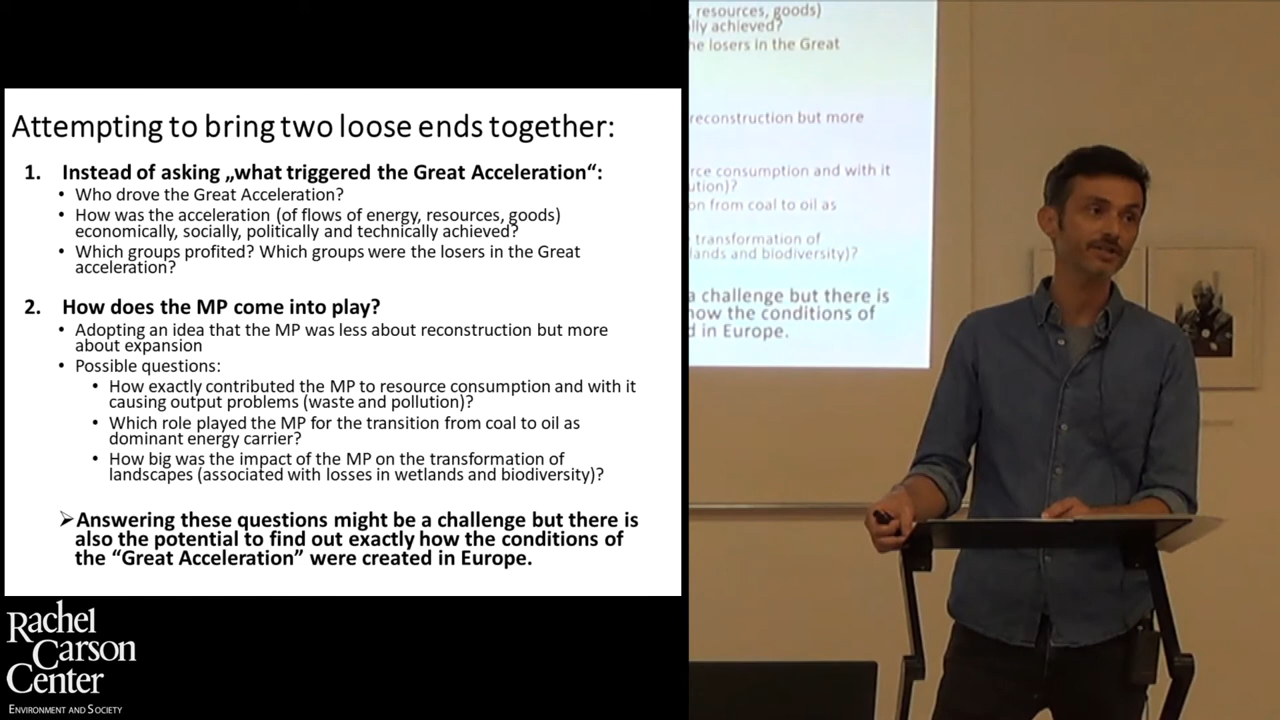 Attempting to bring two loose ends together:
1. Instead of asking „what triggered the Great Acceleration“:
• Who drove the Great Acceleration?
• How was the acceleration (of flows of energy, resources, goods)
economically, socially, politically and technically achieved?
• Which groups profited? Which groups were the losers in the Great
acceleration?
2. How does the MP come into play?
• Adopting an idea that the MP was less about reconstruction but more
about expansion
• Possible questions:
• How exactly contributed the MP to resource consumption and with it
causing output problems (waste and pollution)?
• Which role played the MP for the transition from coal to oil as
dominant energy carrier?
• How big was the impact of the MP on the transformation of
landscapes (associated with losses in wetlands and biodiversity)?
➢Answering these questions might be a challenge but there is
also the potential to find out exactly how the conditions of
the “Great Acceleration” were created in Europe.
Rachel
Carson
Center
Environment and Society
, resources, goods)
lly achieved?
he losers in the Great
reconstruction but more
rce consumption and with it
ution)?
on from coal to oil as
transformation of
lands and biodiversity)?
a challenge but there is
how the conditions of
d in Europe.